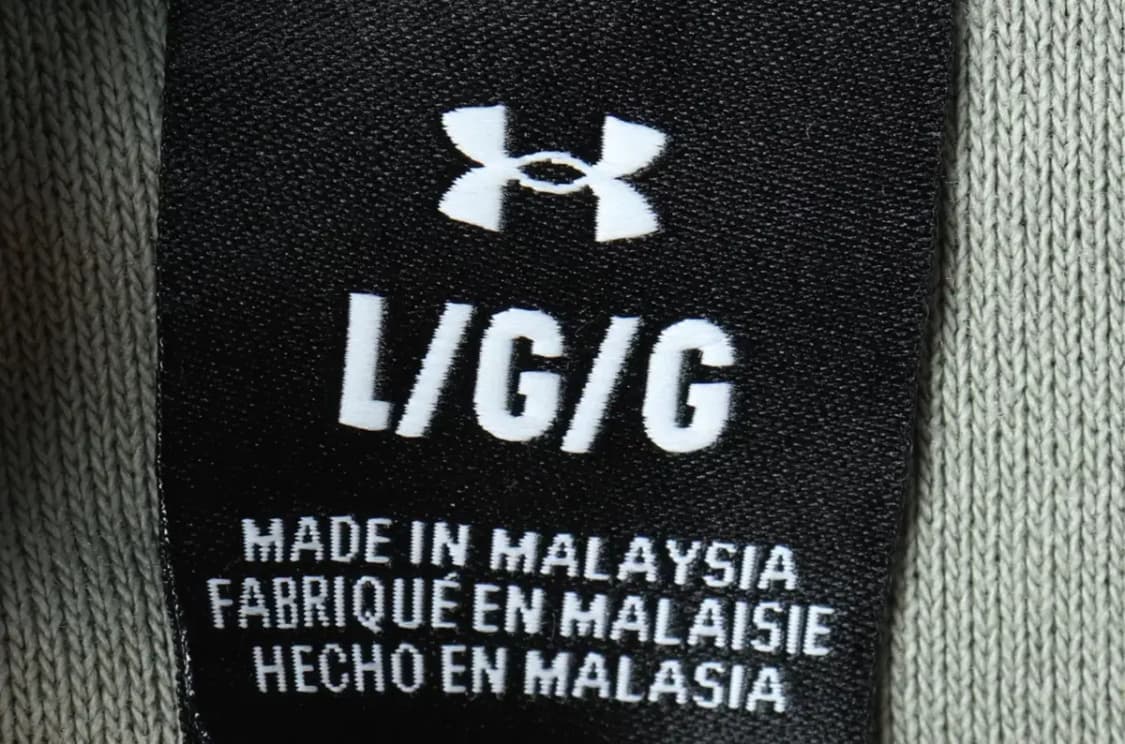 L/G/G
MADE IN MALAYSIA
FABRIQUÉ EN MALAISIE
HECHO EN MALASIA